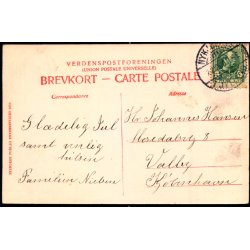 VERDENSPOSTFORENINGEN
(UNION POSTALE UNIVERSELLE)
BREVKORT - CARTE POSTALE
Correspondance
Adresse
Glædelig Jul
samt venlig
hilsen
Familien Nielsen
Hr. Johannes Hansen
8
Valby
København